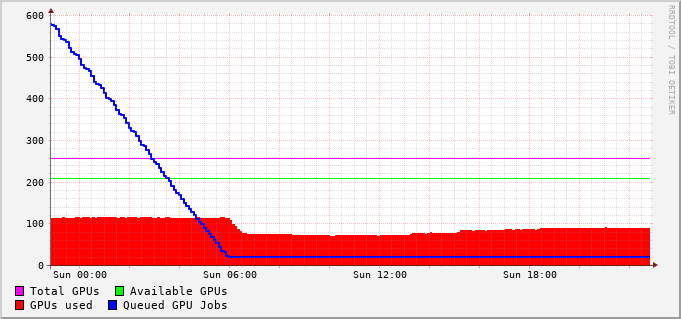 600
500
400
300
200
100
0
Sun 00:00 Sun 06:00 Sun 12:00 Sun 18:00
RRDTOOL / TOBI OETIKER
Total GPUs Available GPUs
GPUs used Queued GPU Jobs